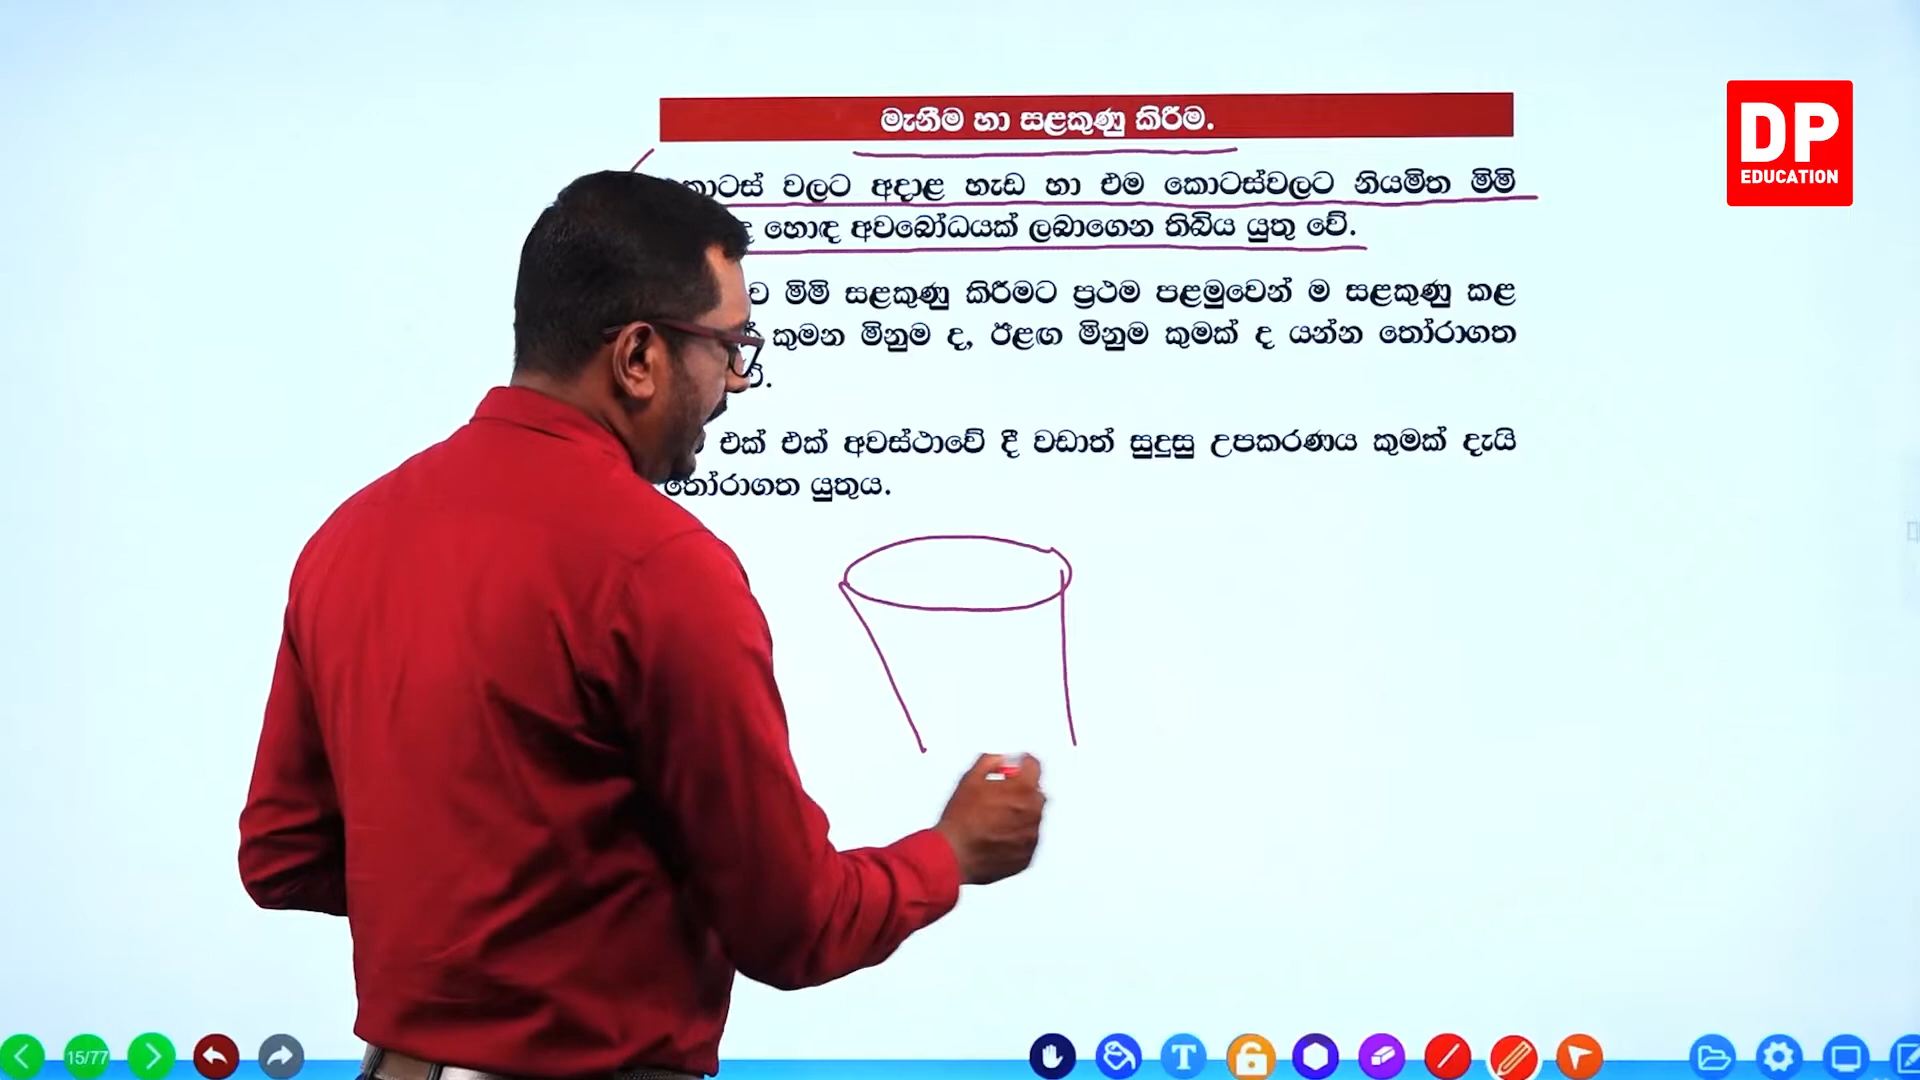 මැනීම හා සළකුණු කිරීම.
DP
EDUCATION
වලට අදාළ හැඩ හා එම කොටස්වලට නියමිත මිමි
හොඳ අවබෝධයක් ලබාගෙන තිබිය යුතු වේ.
මිමි සළකුණු කිරීමට ප්‍රථම පළමුවෙන් ම සළකුණු කළ
කුමන මිනුම ද, ඊළඟ මිනුම කුමක් ද යන්න තෝරාගත
එක් එක් අවස්ථාවේ දී වඩාත් සුදුසු උපකරණය කුමක් දැයි
තෝරාගත යුතුය.
15/77
T